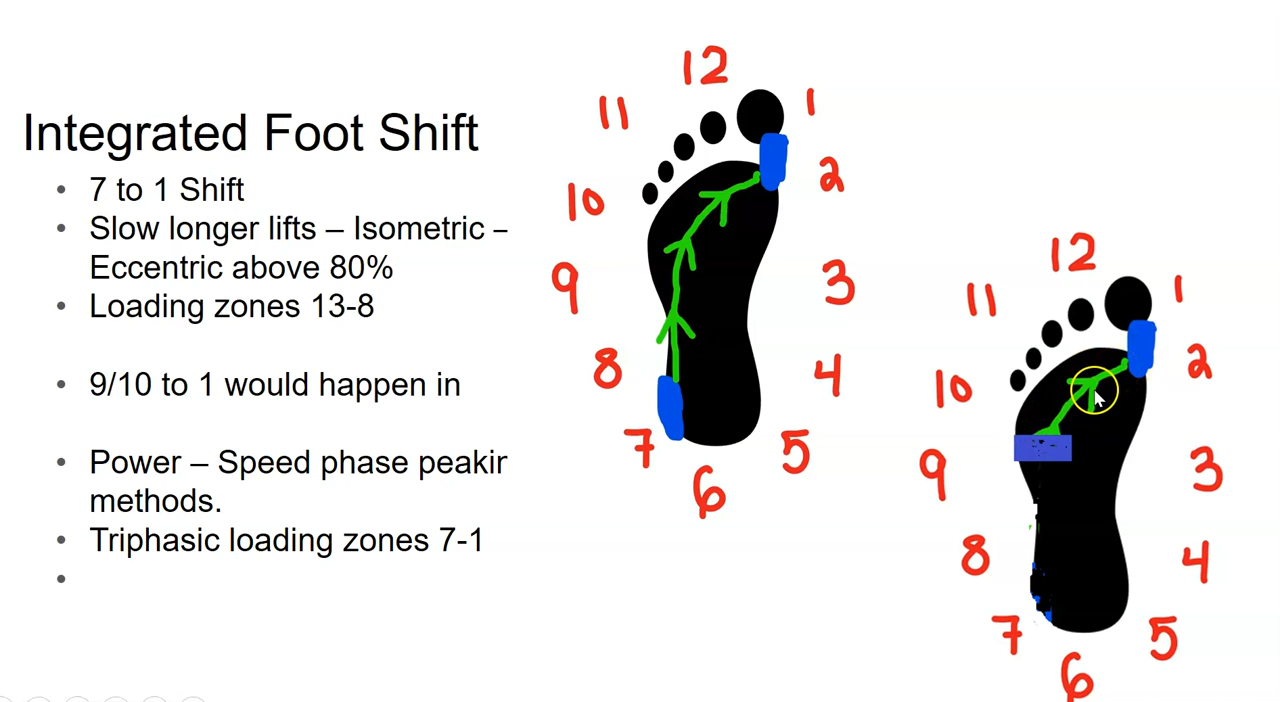 Integrated Foot Shift
• 7 to 1 Shift
• Slow longer lifts – Isometric –
Eccentric above 80%
• Loading zones 13-8
• 9/10 to 1 would happen in
• Power – Speed phase peakir
methods.
• Triphasic loading zones 7-1
•
12
11
1
10
2
9
3
8
4
7
5
6
12
11
1
10
2
9
3
8
4
7
5
6